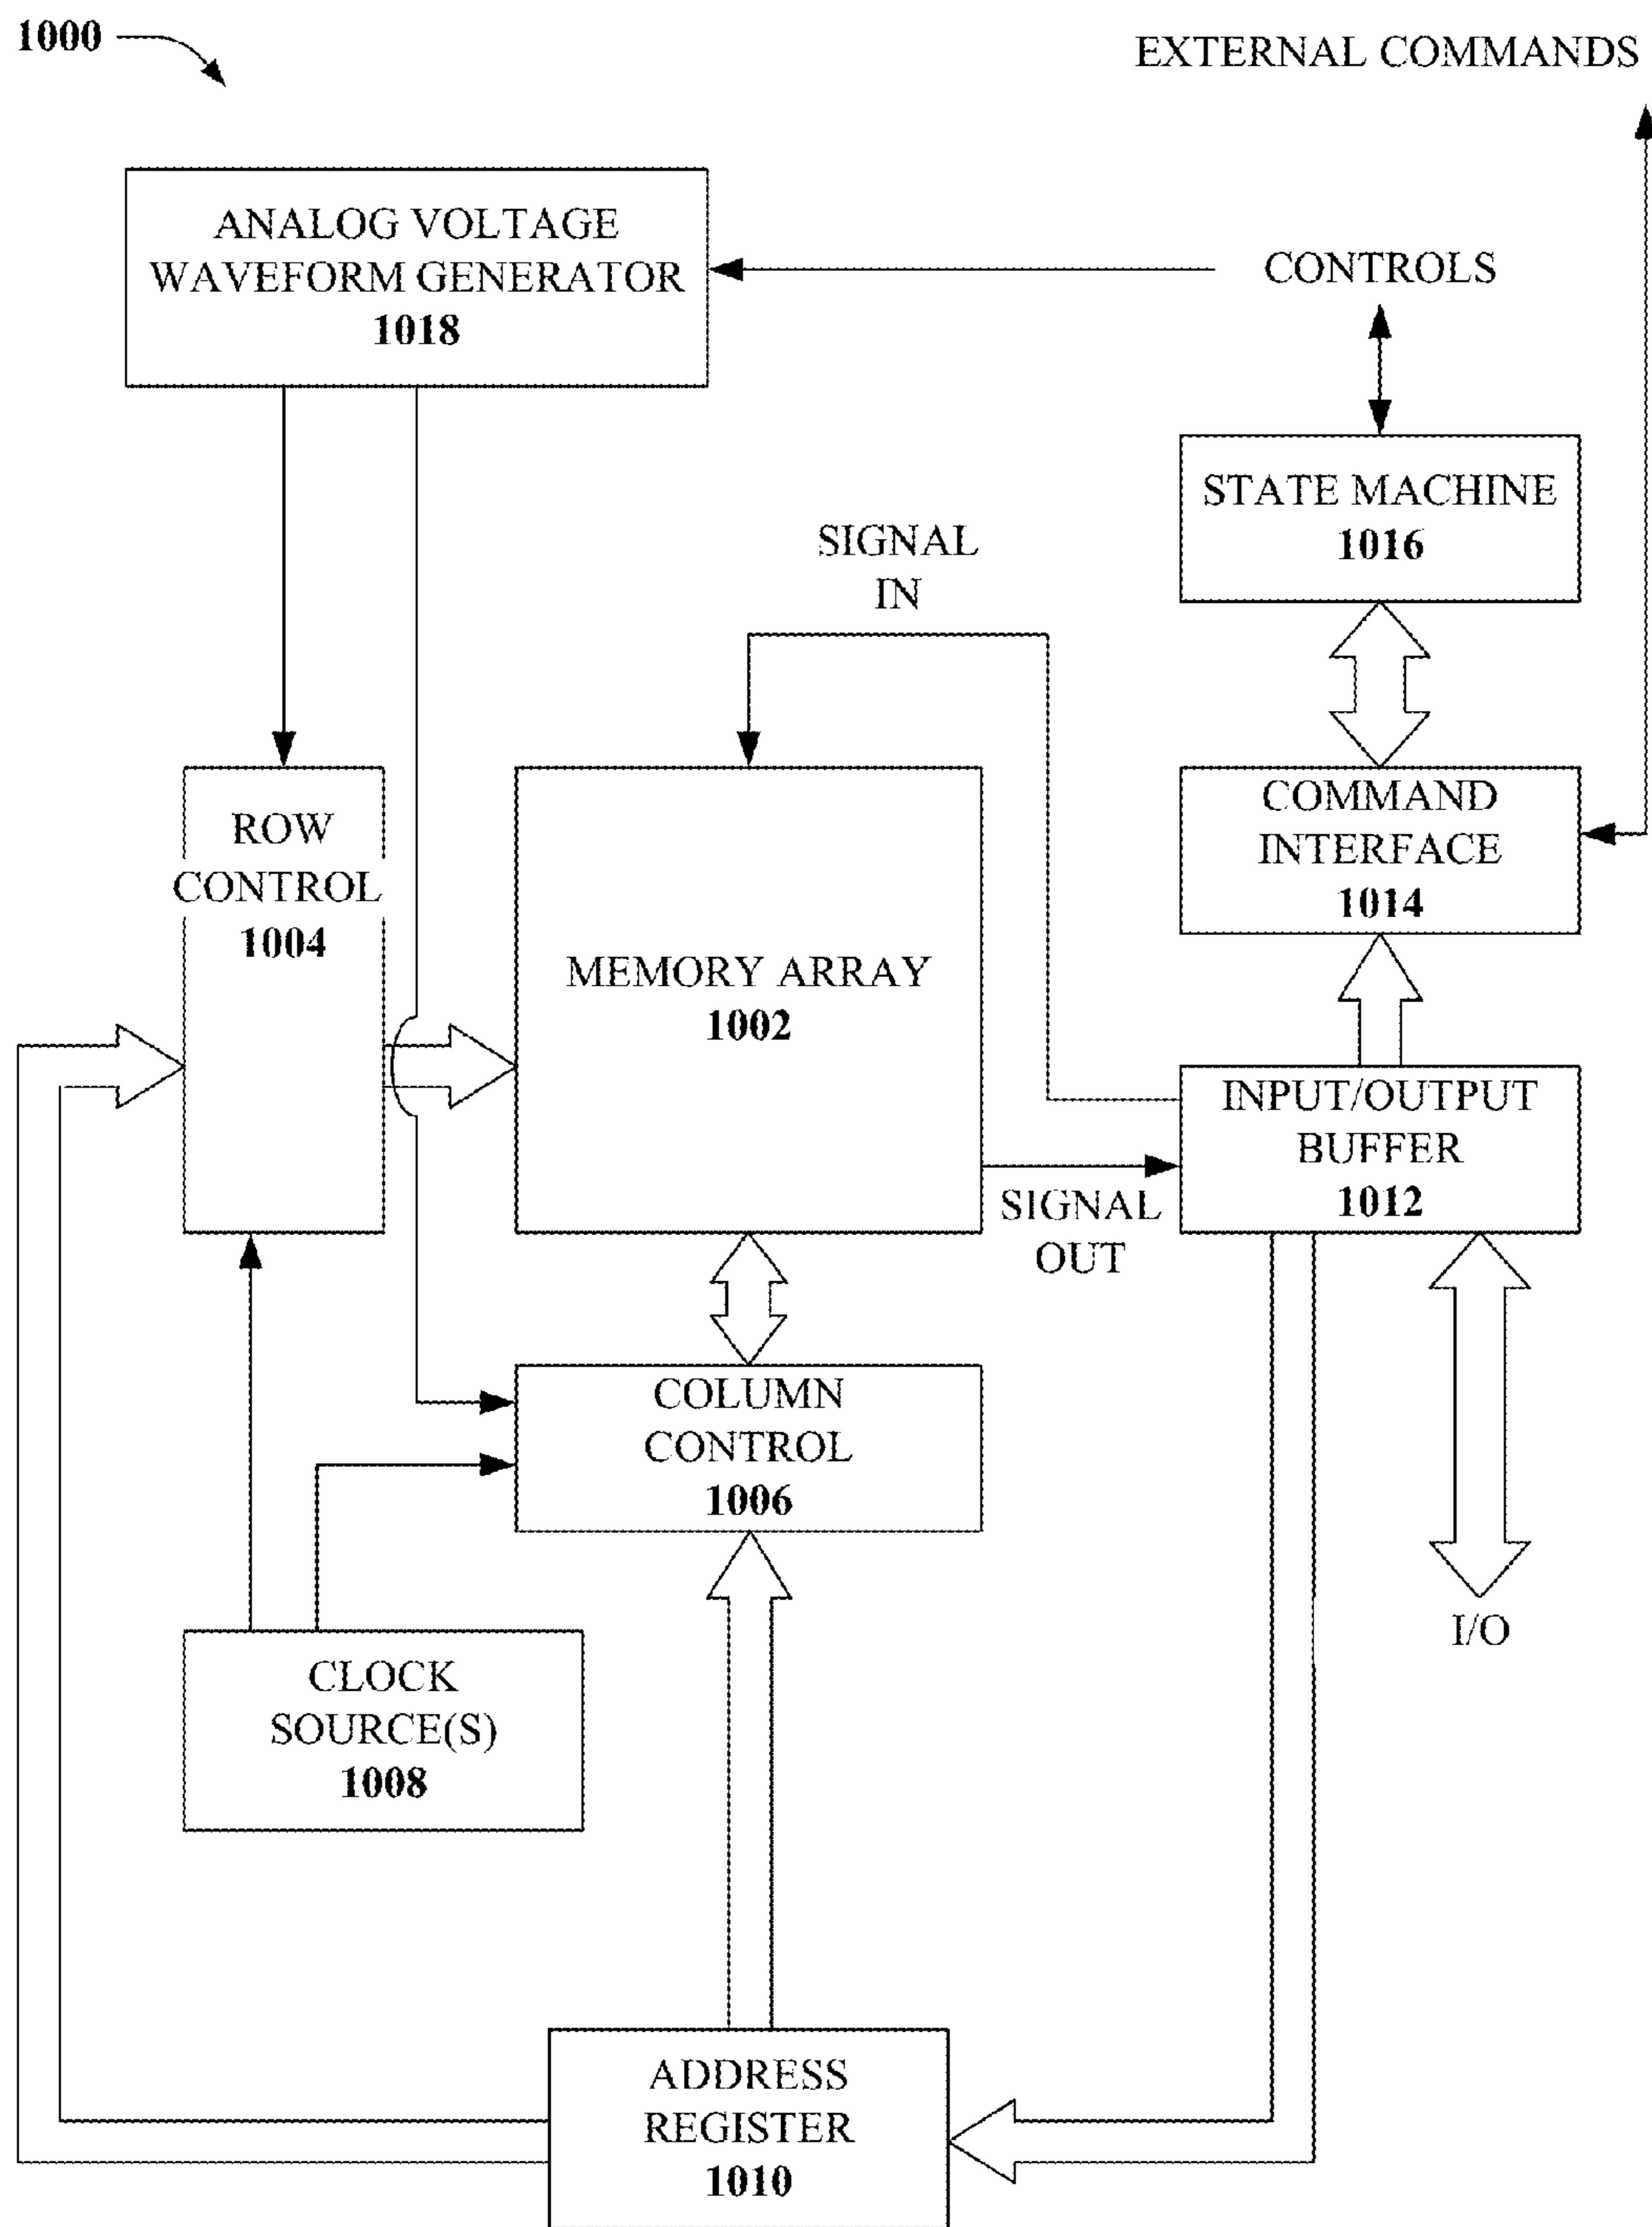 1000
EXTERNAL COMMANDS
ANALOG VOLTAGE
WAVEFORM GENERATOR
1018
CONTROLS
STATE MACHINE
1016
SIGNAL
IN
ROW
CONTROL
1004
MEMORY ARRAY
1002
COMMAND
INTERFACE
1014
INPUT/OUTPUT
BUFFER
1012
SIGNAL
OUT
COLUMN
CONTROL
1006
I/O
CLOCK
SOURCE(S)
1008
ADDRESS
REGISTER
1010